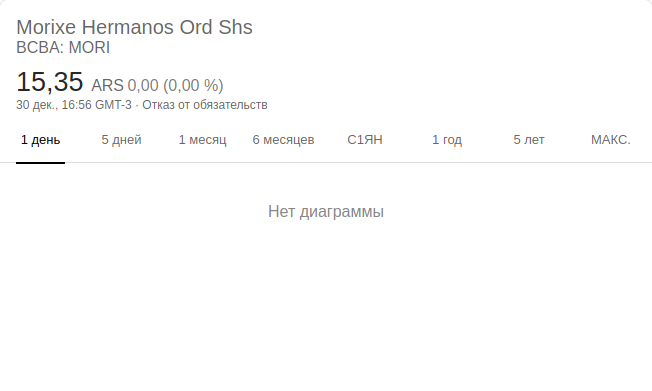 Morixe Hermanos Ord Shs
BCBA: MORI
15,35 ARS 0,00 (0,00 %)
30 дек., 16:56 GMT-3 · Отказ от обязательств
1 день 5 дней 1 месяц 6 месяцев С1ЯН 1 год 5 лет МАКС.
Нет диаграммы